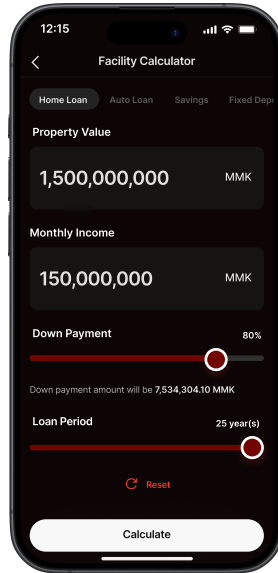 12:15
Facility Calculator
Home Loan Auto Loan Savings Fixed Depo
Property Value
1,500,000,000 MMK
Monthly Income
150,000,000 MMK
Down Payment 80%
Down payment amount will be 7,534,304.10 MMK
Loan Period 25 year(s)
Reset
Calculate